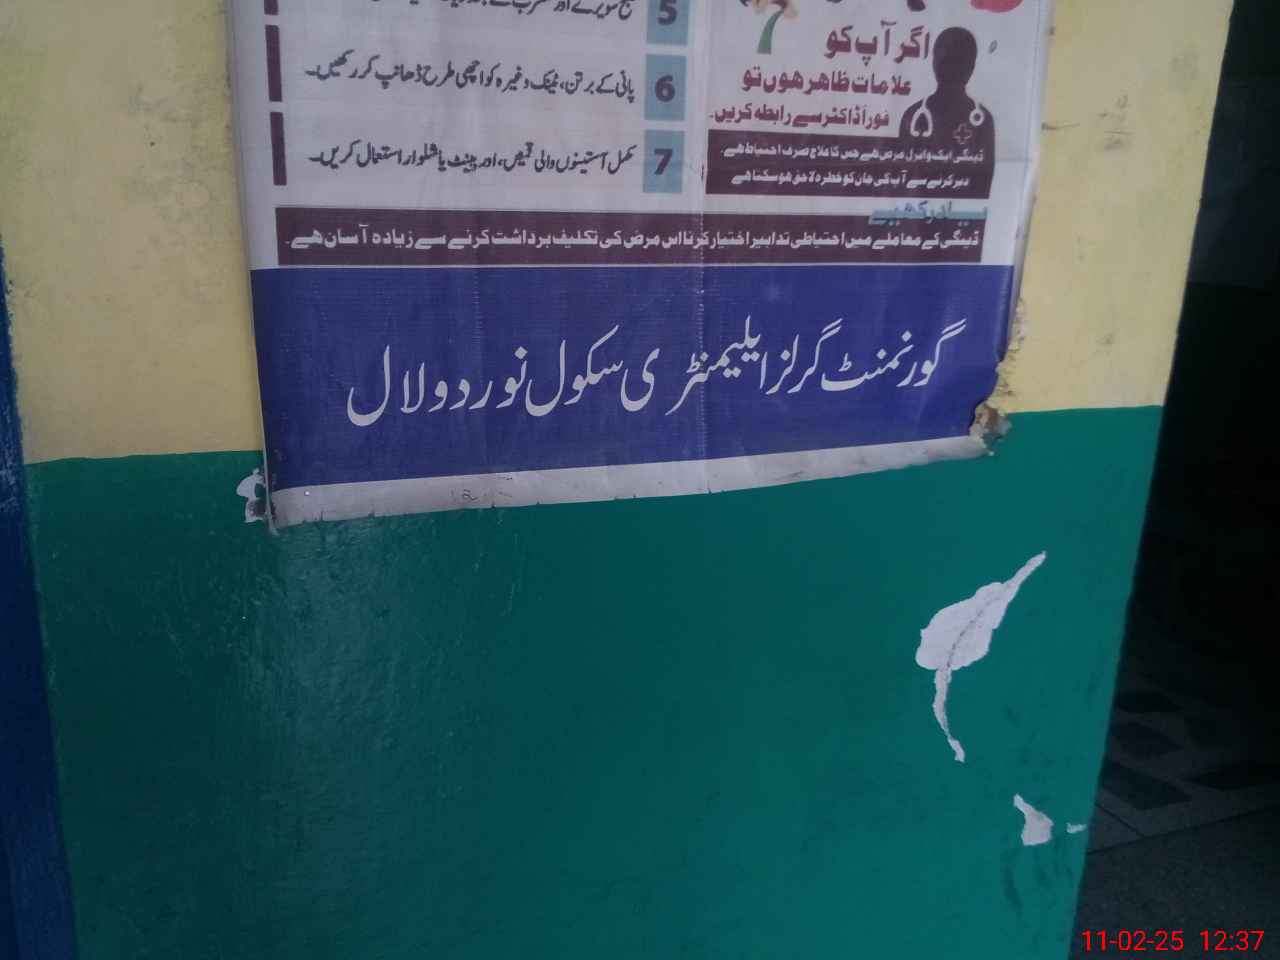 اگر آپ کو
علامات ظاہر ہوں تو
فوراً ڈاکٹر سے رابطہ کریں۔
ڈینگی ایک وائرل مرض ہے جس کا علاج صرف احتیاط ہے۔
دیر کرنے سے آپ کی جان کو خطرہ لاحق ہو سکتا ہے
5
6 پانی کے برتن، ٹینک وغیرہ کو اچھی طرح ڈھانپ کر رکھیں۔
7 مکمل آستینوں والی قمیض، اور پینٹ یا شلوار استعمال کریں۔
یاد رکھیے
ڈینگی کے معاملے میں احتیاطی تدابیر اختیار کرنا اس مرض کی تکلیف برداشت کرنے سے زیادہ آسان ہے۔
گورنمنٹ گرلز ایلیمنٹری سکول نور دولال
11-02-25 12:37